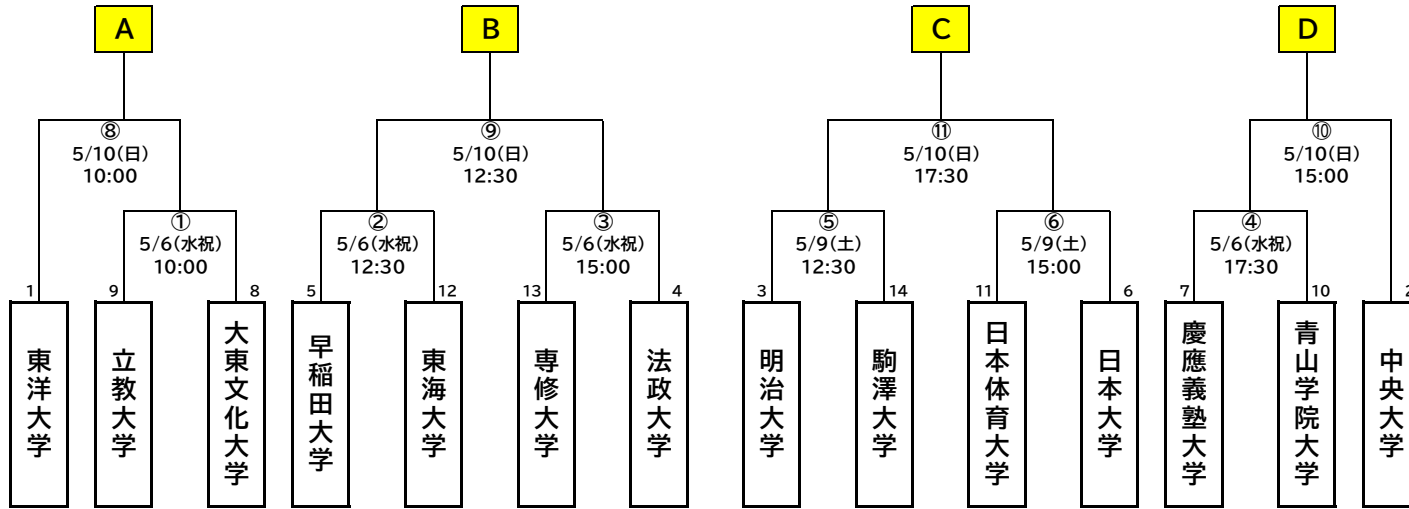 A
B
C
D
⑧
5/10(日)
10:00
⑨
5/10(日)
12:30
⑪
5/10(日)
17:30
⑩
5/10(日)
15:00
①
5/6(水祝)
10:00
②
5/6(水祝)
12:30
③
5/6(水祝)
15:00
⑤
5/9(土)
12:30
⑥
5/9(土)
15:00
④
5/6(水祝)
17:30
1
東洋大学
9
立教大学
8
大東文化大学
5
早稲田大学
12
東海大学
13
専修大学
4
法政大学
3
明治大学
14
駒澤大学
11
日本体育大学
6
日本大学
7
慶應義塾大学
10
青山学院大学
2
中央大学